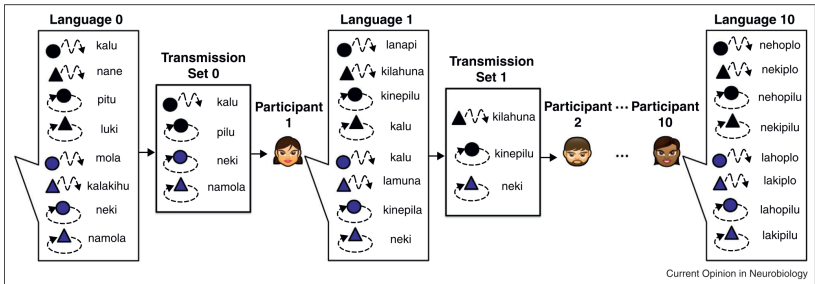 Language 0
kalu
nane
pitu
luki
mola
kalakihu
neki
namola
Transmission
Set 0
kalu
pilu
neki
namola
Participant
1
Language 1
lanapi
kilahuna
kinepilu
kalu
kalu
lamuna
kinepila
neki
Transmission
Set 1
kilahuna
kinepilu
neki
Participant ... Participant
2 ... 10
Language 10
nehoplo
nekiplo
nehopilu
nekipilu
lahoplo
lakiplo
lahopilu
lakipilu
Current Opinion in Neurobiology